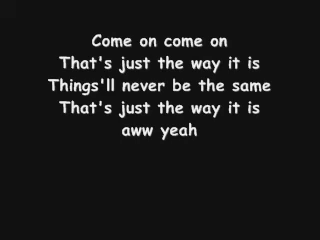 Come on come on
That's just the way it is
Things'll never be the same
That's just the way it is
aww yeah